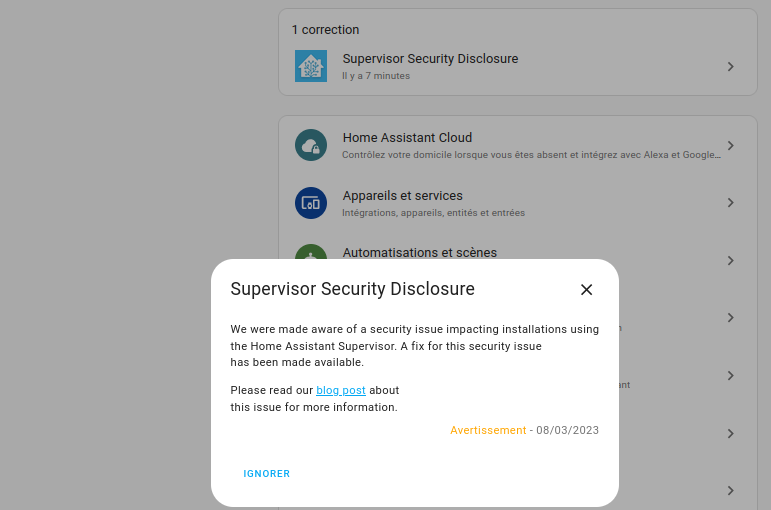 1 correction
Supervisor Security Disclosure
Il y a 7 minutes
Home Assistant Cloud
Contrôlez votre domicile lorsque vous êtes absent et intégrez avec Alexa et Google...
Appareils et services
Intégrations, appareils, entités et entrées
Automatisations et scènes
Supervisor Security Disclosure
We were made aware of a security issue impacting installations using
the Home Assistant Supervisor. A fix for this security issue
has been made available.
Please read our blog post about
this issue for more information.
Avertissement - 08/03/2023
IGNORER